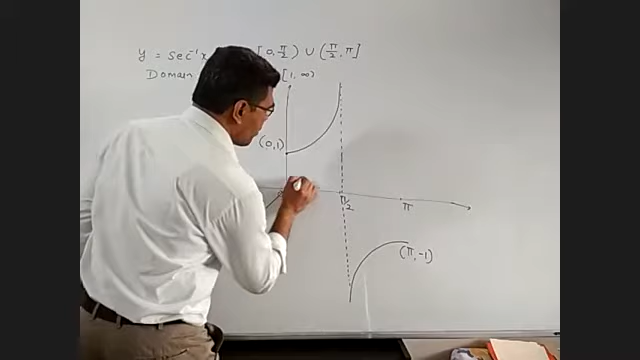 y = sec⁻¹x [0, π/2) ∪ (π/2, π]
Domain [1, ∞)
(0,1)
π/2
π
(π, -1)